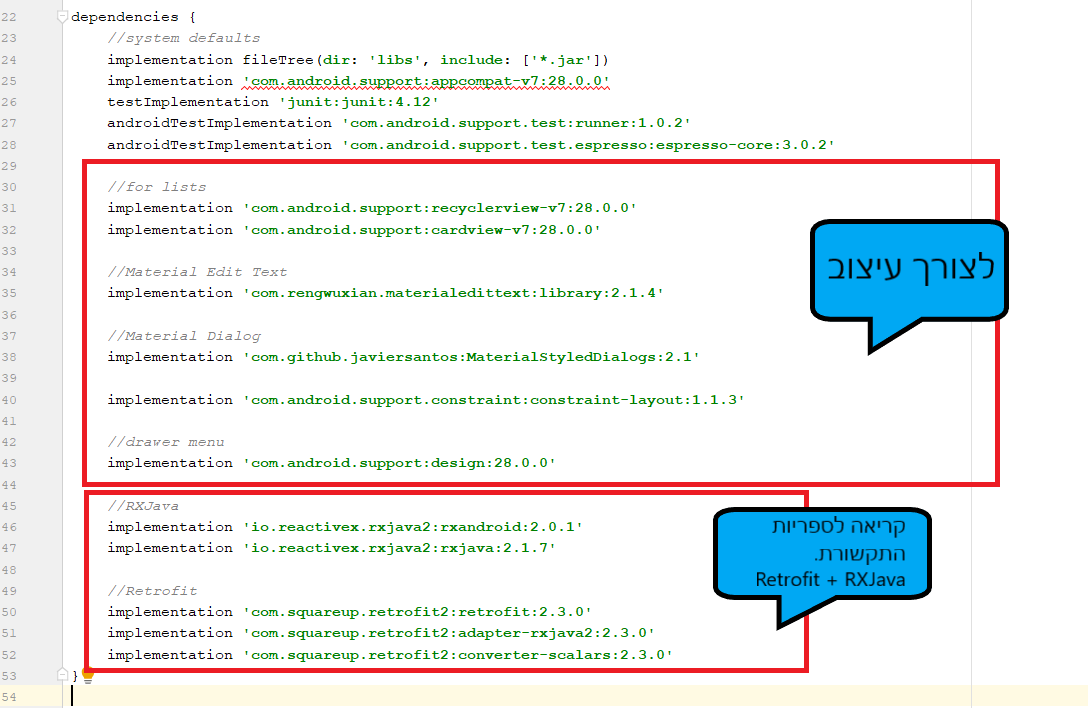 22 dependencies {
23 //system defaults
24 implementation fileTree(dir: 'libs', include: ['*.jar'])
25 implementation 'com.android.support:appcompat-v7:28.0.0'
26 testImplementation 'junit:junit:4.12'
27 androidTestImplementation 'com.android.support.test:runner:1.0.2'
28 androidTestImplementation 'com.android.support.test.espresso:espresso-core:3.0.2'
29
30 //for lists
31 implementation 'com.android.support:recyclerview-v7:28.0.0'
32 implementation 'com.android.support:cardview-v7:28.0.0'
33
34 //Material Edit Text
35 implementation 'com.rengwuxian.materialedittext:library:2.1.4'
36
37 //Material Dialog
38 implementation 'com.github.javiersantos:MaterialStyledDialogs:2.1'
39
40 implementation 'com.android.support.constraint:constraint-layout:1.1.3'
41
42 //drawer menu
43 implementation 'com.android.support:design:28.0.0'
44
לצורך עיצוב
45 //RXJava
46 implementation 'io.reactivex.rxjava2:rxandroid:2.0.1'
47 implementation 'io.reactivex.rxjava2:rxjava:2.1.7'
48
49 //Retrofit
50 implementation 'com.squareup.retrofit2:retrofit:2.3.0'
51 implementation 'com.squareup.retrofit2:adapter-rxjava2:2.3.0'
52 implementation 'com.squareup.retrofit2:converter-scalars:2.3.0'
קריאה לספריות
התקשורת.
Retrofit + RXJava
53 }
54